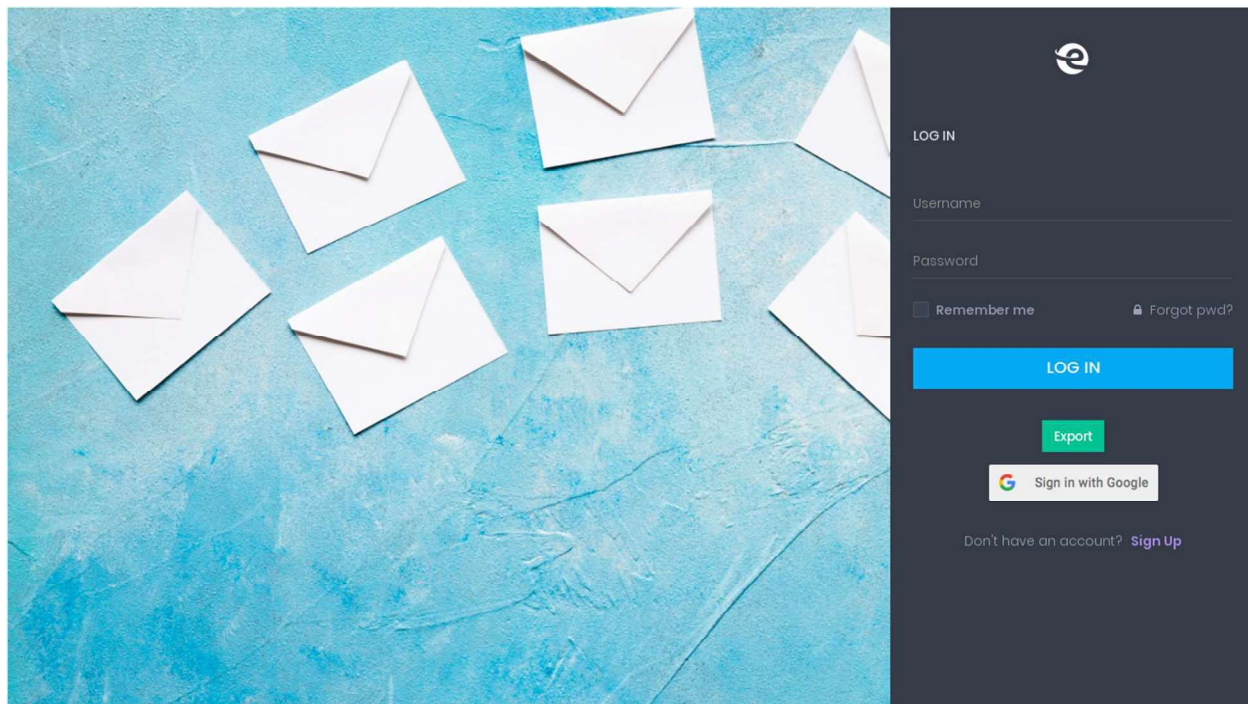 LOG IN
Username
Password
Remember me Forgot pwd?
LOG IN
Export
Sign in with Google
Don't have an account? Sign Up